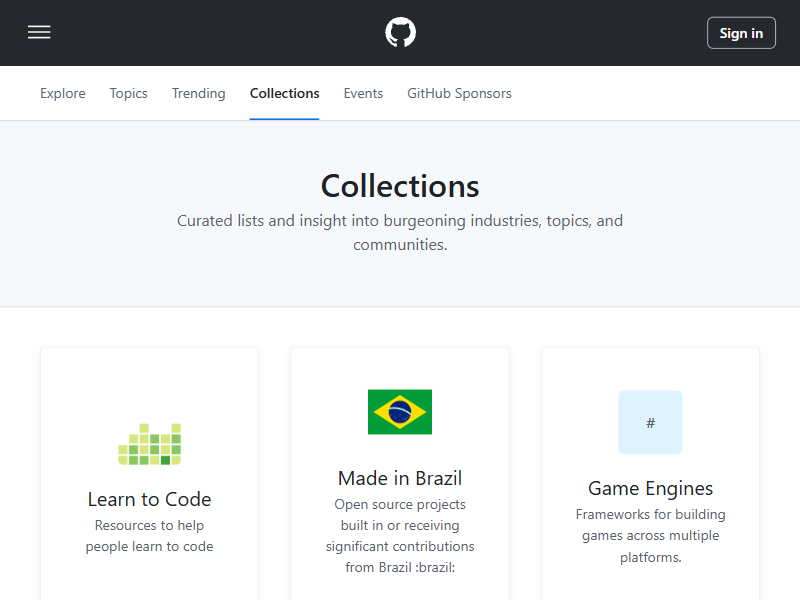 Sign in
Explore Topics Trending Collections Events GitHub Sponsors
Collections
Curated lists and insight into burgeoning industries, topics, and
communities.
Learn to Code
Resources to help
people learn to code
Made in Brazil
Open source projects
built in or receiving
significant contributions
from Brazil :brazil:
#
Game Engines
Frameworks for building
games across multiple
platforms.